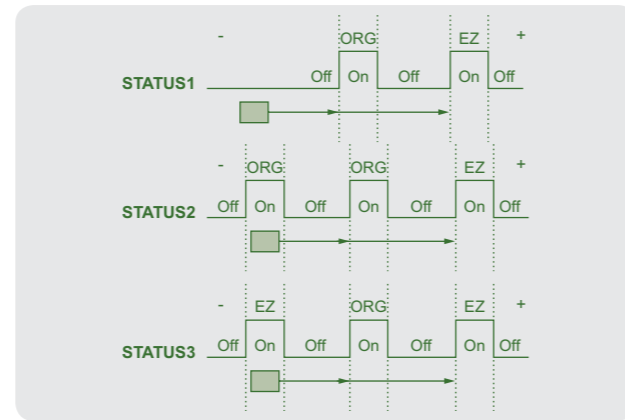 - ORG EZ +
STATUS1 Off On Off On Off
- ORG ORG EZ +
STATUS2 Off On Off On Off On Off
- EZ ORG EZ +
STATUS3 Off On Off On Off On Off